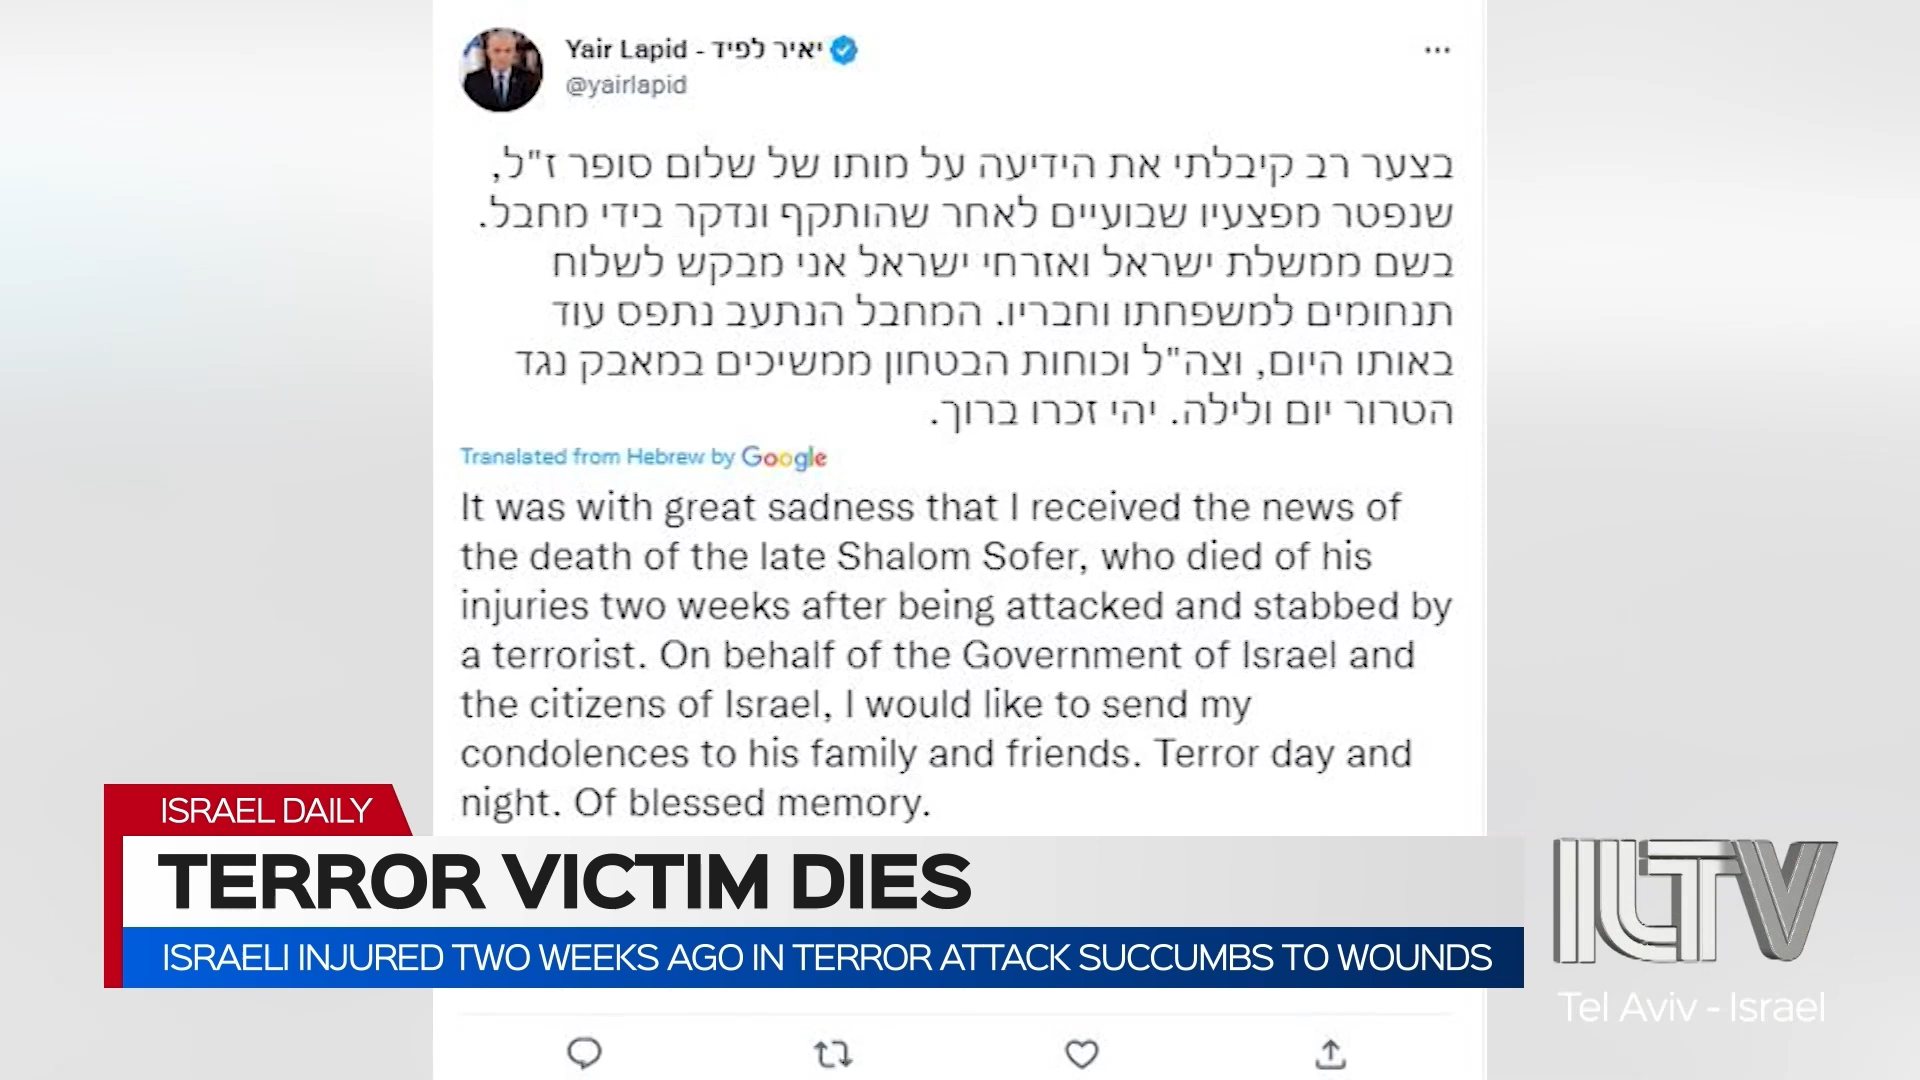 Yair Lapid - יאיר לפיד
@yairlapid
בצער רב קיבלתי את הידיעה על מותו של שלום סופר ז"ל,
שנפטר מפצעיו שבועיים לאחר שהותקף ונדקר בידי מחבל.
בשם ממשלת ישראל ואזרחי ישראל אני מבקש לשלוח
תנחומים למשפחתו וחבריו. המחבל הנתעב נתפס עוד
באותו היום, וצה"ל וכוחות הבטחון ממשיכים במאבק נגד
הטרור יום ולילה. יהי זכרו ברוך.
Translated from Hebrew by Google
It was with great sadness that I received the news of
the death of the late Shalom Sofer, who died of his
injuries two weeks after being attacked and stabbed by
a terrorist. On behalf of the Government of Israel and
the citizens of Israel, I would like to send my
condolences to his family and friends. Terror day and
night. Of blessed memory.
ISRAEL DAILY
TERROR VICTIM DIES
ISRAELI INJURED TWO WEEKS AGO IN TERROR ATTACK SUCCUMBS TO WOUNDS
ILTV
Tel Aviv - Israel